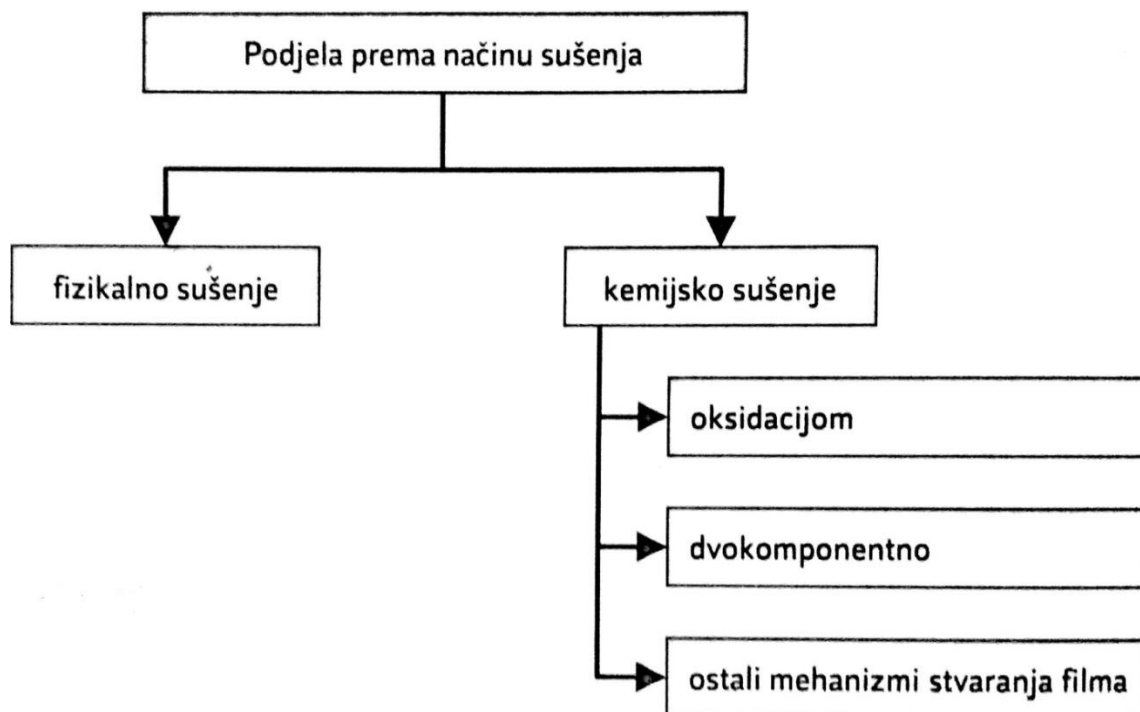 Podjela prema načinu sušenja
fizikalno sušenje
kemijsko sušenje
oksidacijom
dvokomponentno
ostali mehanizmi stvaranja filma